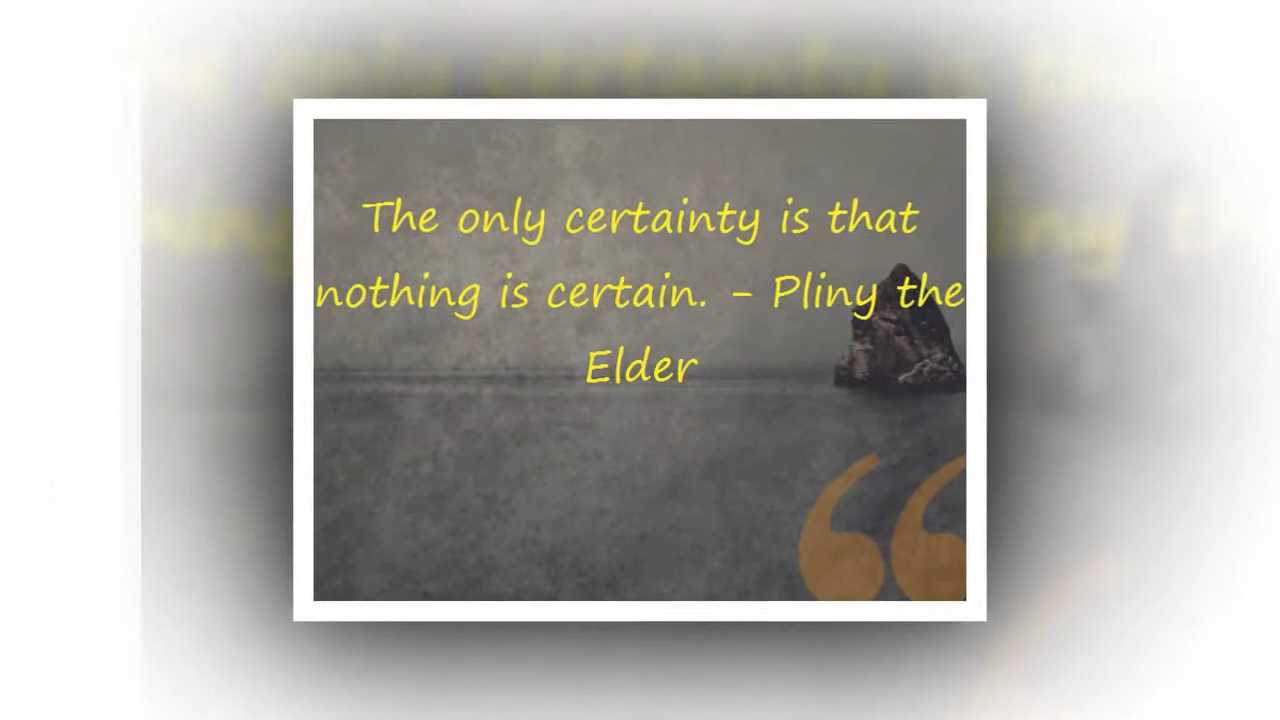 The only certainty is that
nothing is certain. - Pliny the
Elder